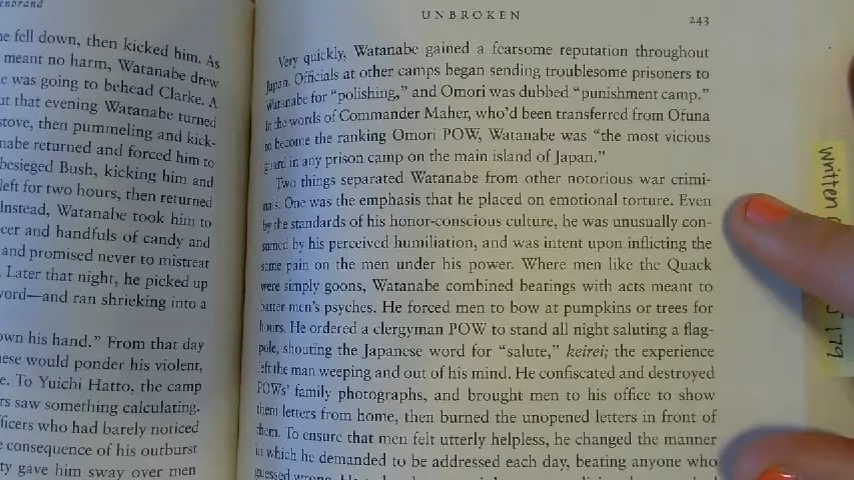 enbrand
e fell down, then kicked him. As
meant no harm, Watanabe drew
e was going to behead Clarke. A
ut that evening Watanabe turned
stove, then pummeling and kick-
nabe returned and forced him to
besieged Bush, kicking him and
left for two hours, then returned
Instead, Watanabe took him to
eer and handfuls of candy and
and promised never to mistreat
Later that night, he picked up
word—and ran shrieking into a
own his hand." From that day
ese would ponder his violent,
e. To Yuichi Hatto, the camp
rs saw something calculating.
fficers who had barely noticed
e consequence of his outburst
ty gave him sway over men
UNBROKEN
243
Very quickly, Watanabe gained a fearsome reputation throughout
Japan. Officials at other camps began sending troublesome prisoners to
Watanabe for "polishing," and Omori was dubbed "punishment camp."
In the words of Commander Maher, who'd been transferred from Ofuna
to become the ranking Omori POW, Watanabe was "the most vicious
guard in any prison camp on the main island of Japan."
Two things separated Watanabe from other notorious war crimi-
nals. One was the emphasis that he placed on emotional torture. Even
by the standards of his honor-conscious culture, he was unusually con-
sumed by his perceived humiliation, and was intent upon inflicting the
same pain on the men under his power. Where men like the Quack
were simply goons, Watanabe combined beatings with acts meant to
batter men's psyches. He forced men to bow at pumpkins or trees for
hours. He ordered a clergyman POW to stand all night saluting a flag-
pole, shouting the Japanese word for "salute," keirei; the experience
left the man weeping and out of his mind. He confiscated and destroyed
POWs' family photographs, and brought men to his office to show
them letters from home, then burned the unopened letters in front of
them. To ensure that men felt utterly helpless, he changed the manner
in which he demanded to be addressed each day, beating anyone who
guessed wrong. He
written
179